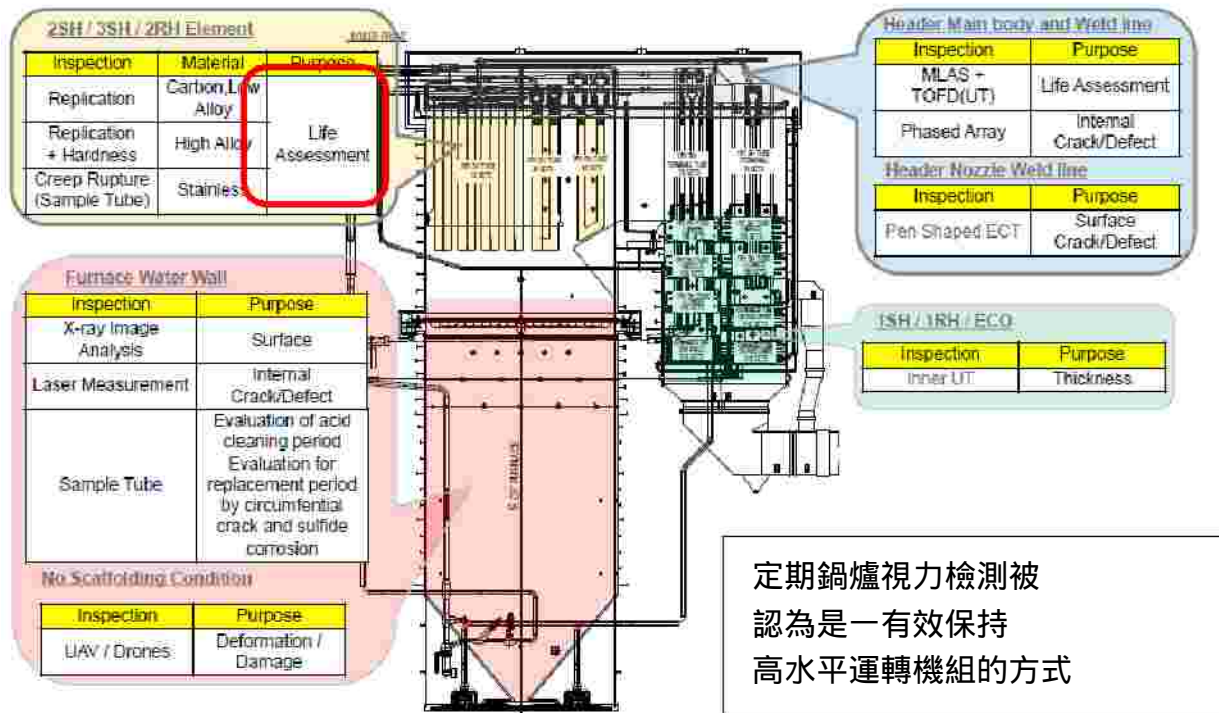 2SH / 3SH / 2RH Element
Inspection Material Purpose
Replication Carbon,Low
Alloy
Replication
+ Hardness High Alloy Life
Assessment
Creep Rupture
(Sample Tube) Stainless
Header Main body and Weld line
Inspection Purpose
MLAS +
TOFD(UT) Life Assessment
Phased Array Internal
Crack/Defect
Header Nozzle Weld line
Inspection Purpose
Pen Shaped ECT Surface
Crack/Defect
Furnace Water Wall
Inspection Purpose
X-ray Image
Analysis Surface
Laser Measurement Internal
Crack/Defect
Sample Tube Evaluation of acid
cleaning period
Evaluation for
replacement period
by circumfential
crack and sulfide
corrosion
1SH / 1RH / ECO
Inspection Purpose
Inner UT Thickness
No Scaffolding Condition
Inspection Purpose
UAV / Drones Deformation /
Damage
定期鍋爐視力檢測被
認為是一有效保持
高水平運轉機組的方式